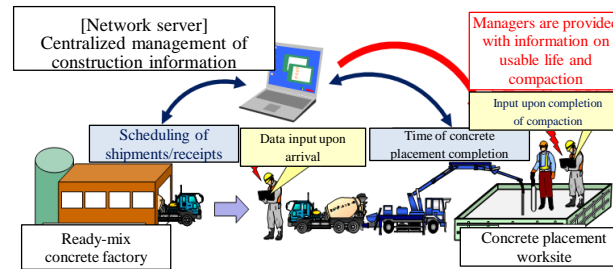 [Network server]
Centralized management of
construction information
Managers are provided
with information on
usable life and
compaction
Input upon completion
of compaction
Scheduling of
shipments/receipts
Data input upon
arrival
Time of concrete
placement completion
Ready-mix
concrete factory
Concrete placement
worksite